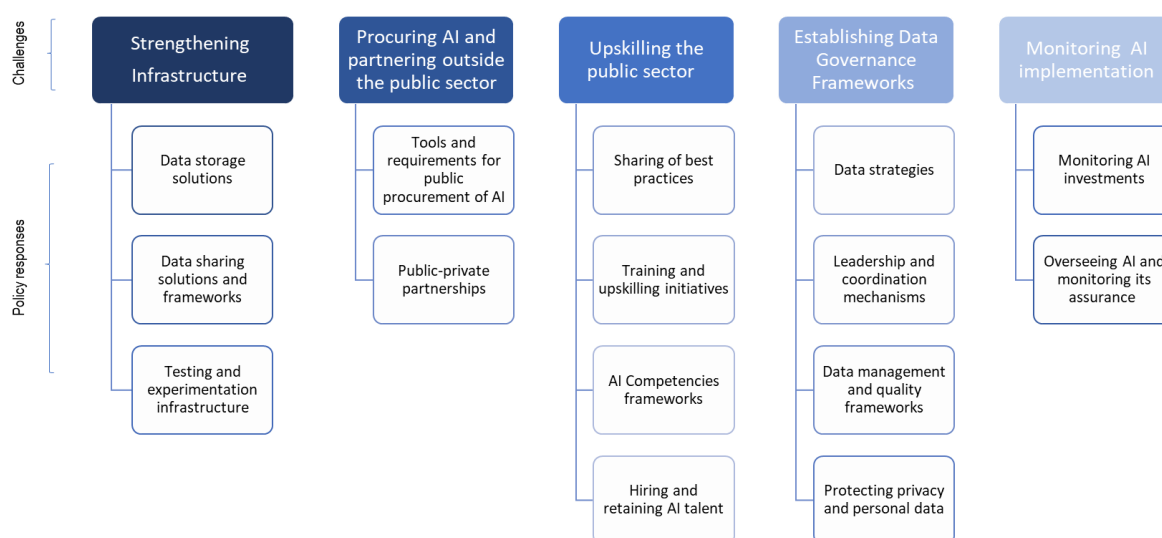 Challenges
Strengthening
Infrastructure
Procuring AI and
partnering outside
the public sector
Upskilling the
public sector
Establishing Data
Governance
Frameworks
Monitoring AI
implementation
Policy responses
Data storage
solutions
Data sharing
solutions and
frameworks
Testing and
experimentation
infrastructure
Tools and
requirements for
public
procurement of AI
Public-private
partnerships
Sharing of best
practices
Training and
upskilling initiatives
AI Competencies
frameworks
Hiring and
retaining AI talent
Data strategies
Leadership and
coordination
mechanisms
Data management
and quality
frameworks
Protecting privacy
and personal data
Monitoring AI
investments
Overseeing AI and
monitoring its
assurance